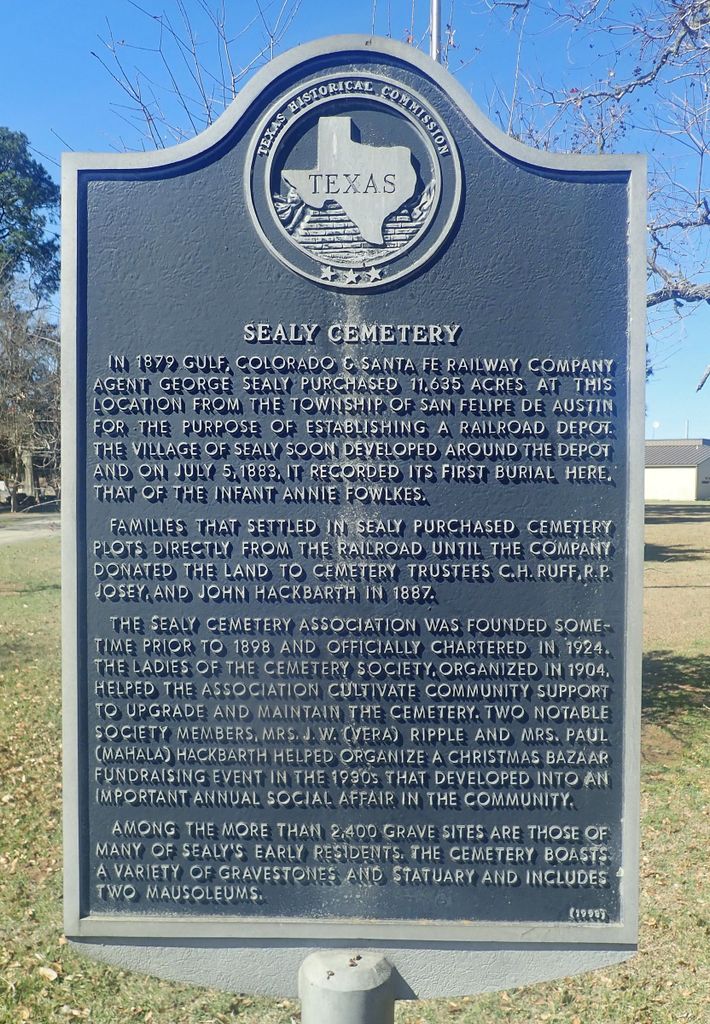 TEXAS HISTORICAL COMMISSION
TEXAS
SEALY CEMETERY
IN 1879 GULF, COLORADO & SANTA FE RAILWAY COMPANY
AGENT GEORGE SEALY PURCHASED 11,635 ACRES AT THIS
LOCATION FROM THE TOWNSHIP OF SAN FELIPE DE AUSTIN
FOR THE PURPOSE OF ESTABLISHING A RAILROAD DEPOT.
THE VILLAGE OF SEALY SOON DEVELOPED AROUND THE DEPOT
AND ON JULY 5, 1883, IT RECORDED ITS FIRST BURIAL HERE,
THAT OF THE INFANT ANNIE FOWLKES.
FAMILIES THAT SETTLED IN SEALY PURCHASED CEMETERY
PLOTS DIRECTLY FROM THE RAILROAD UNTIL THE COMPANY
DONATED THE LAND TO CEMETERY TRUSTEES C.H. RUFF, R.P.
JOSEY, AND JOHN HACKBARTH IN 1887.
THE SEALY CEMETERY ASSOCIATION WAS FOUNDED SOME-
TIME PRIOR TO 1898 AND OFFICIALLY CHARTERED IN 1924.
THE LADIES OF THE CEMETERY SOCIETY, ORGANIZED IN 1904,
HELPED THE ASSOCIATION CULTIVATE COMMUNITY SUPPORT
TO UPGRADE AND MAINTAIN THE CEMETERY. TWO NOTABLE
SOCIETY MEMBERS, MRS. J. W. (VERA) RIPPLE AND MRS. PAUL
(MAHALA) HACKBARTH HELPED ORGANIZE A CHRISTMAS BAZAAR
FUNDRAISING EVENT IN THE 1930s THAT DEVELOPED INTO AN
IMPORTANT ANNUAL SOCIAL AFFAIR IN THE COMMUNITY.
AMONG THE MORE THAN 2,400 GRAVE SITES ARE THOSE OF
MANY OF SEALY'S EARLY RESIDENTS. THE CEMETERY BOASTS
A VARIETY OF GRAVESTONES AND STATUARY AND INCLUDES
TWO MAUSOLEUMS.